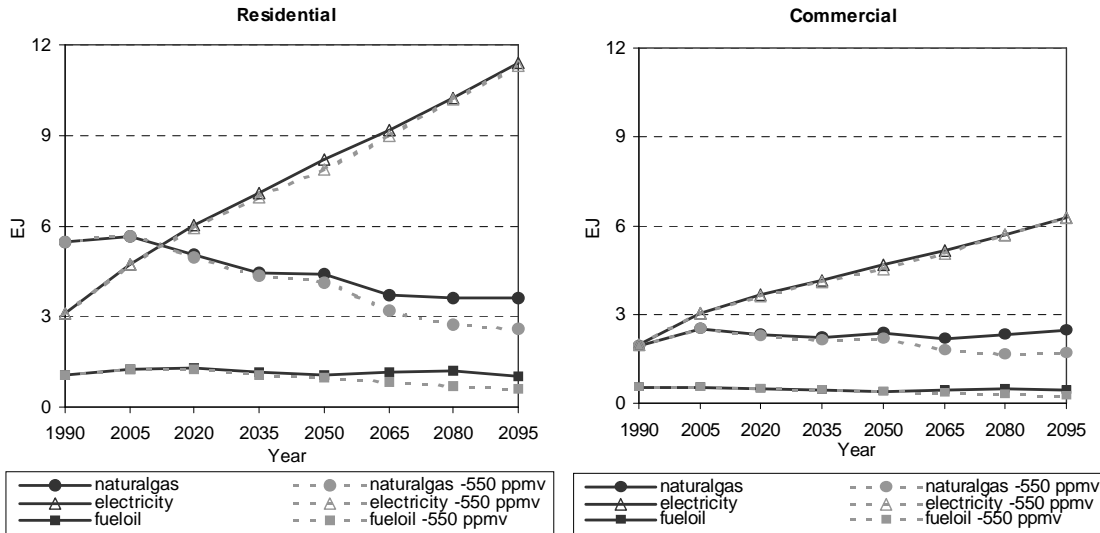 Residential
12
9
6
3
0
EJ
1990 2005 2020 2035 2050 2065 2080 2095
Year
naturalgas
naturalgas -550 ppmv
electricity
electricity -550 ppmv
fueloil
fueloil -550 ppmv
Commercial
12
9
6
3
0
EJ
1990 2005 2020 2035 2050 2065 2080 2095
Year
naturalgas
naturalgas -550 ppmv
electricity
electricity -550 ppmv
fueloil
fueloil -550 ppmv